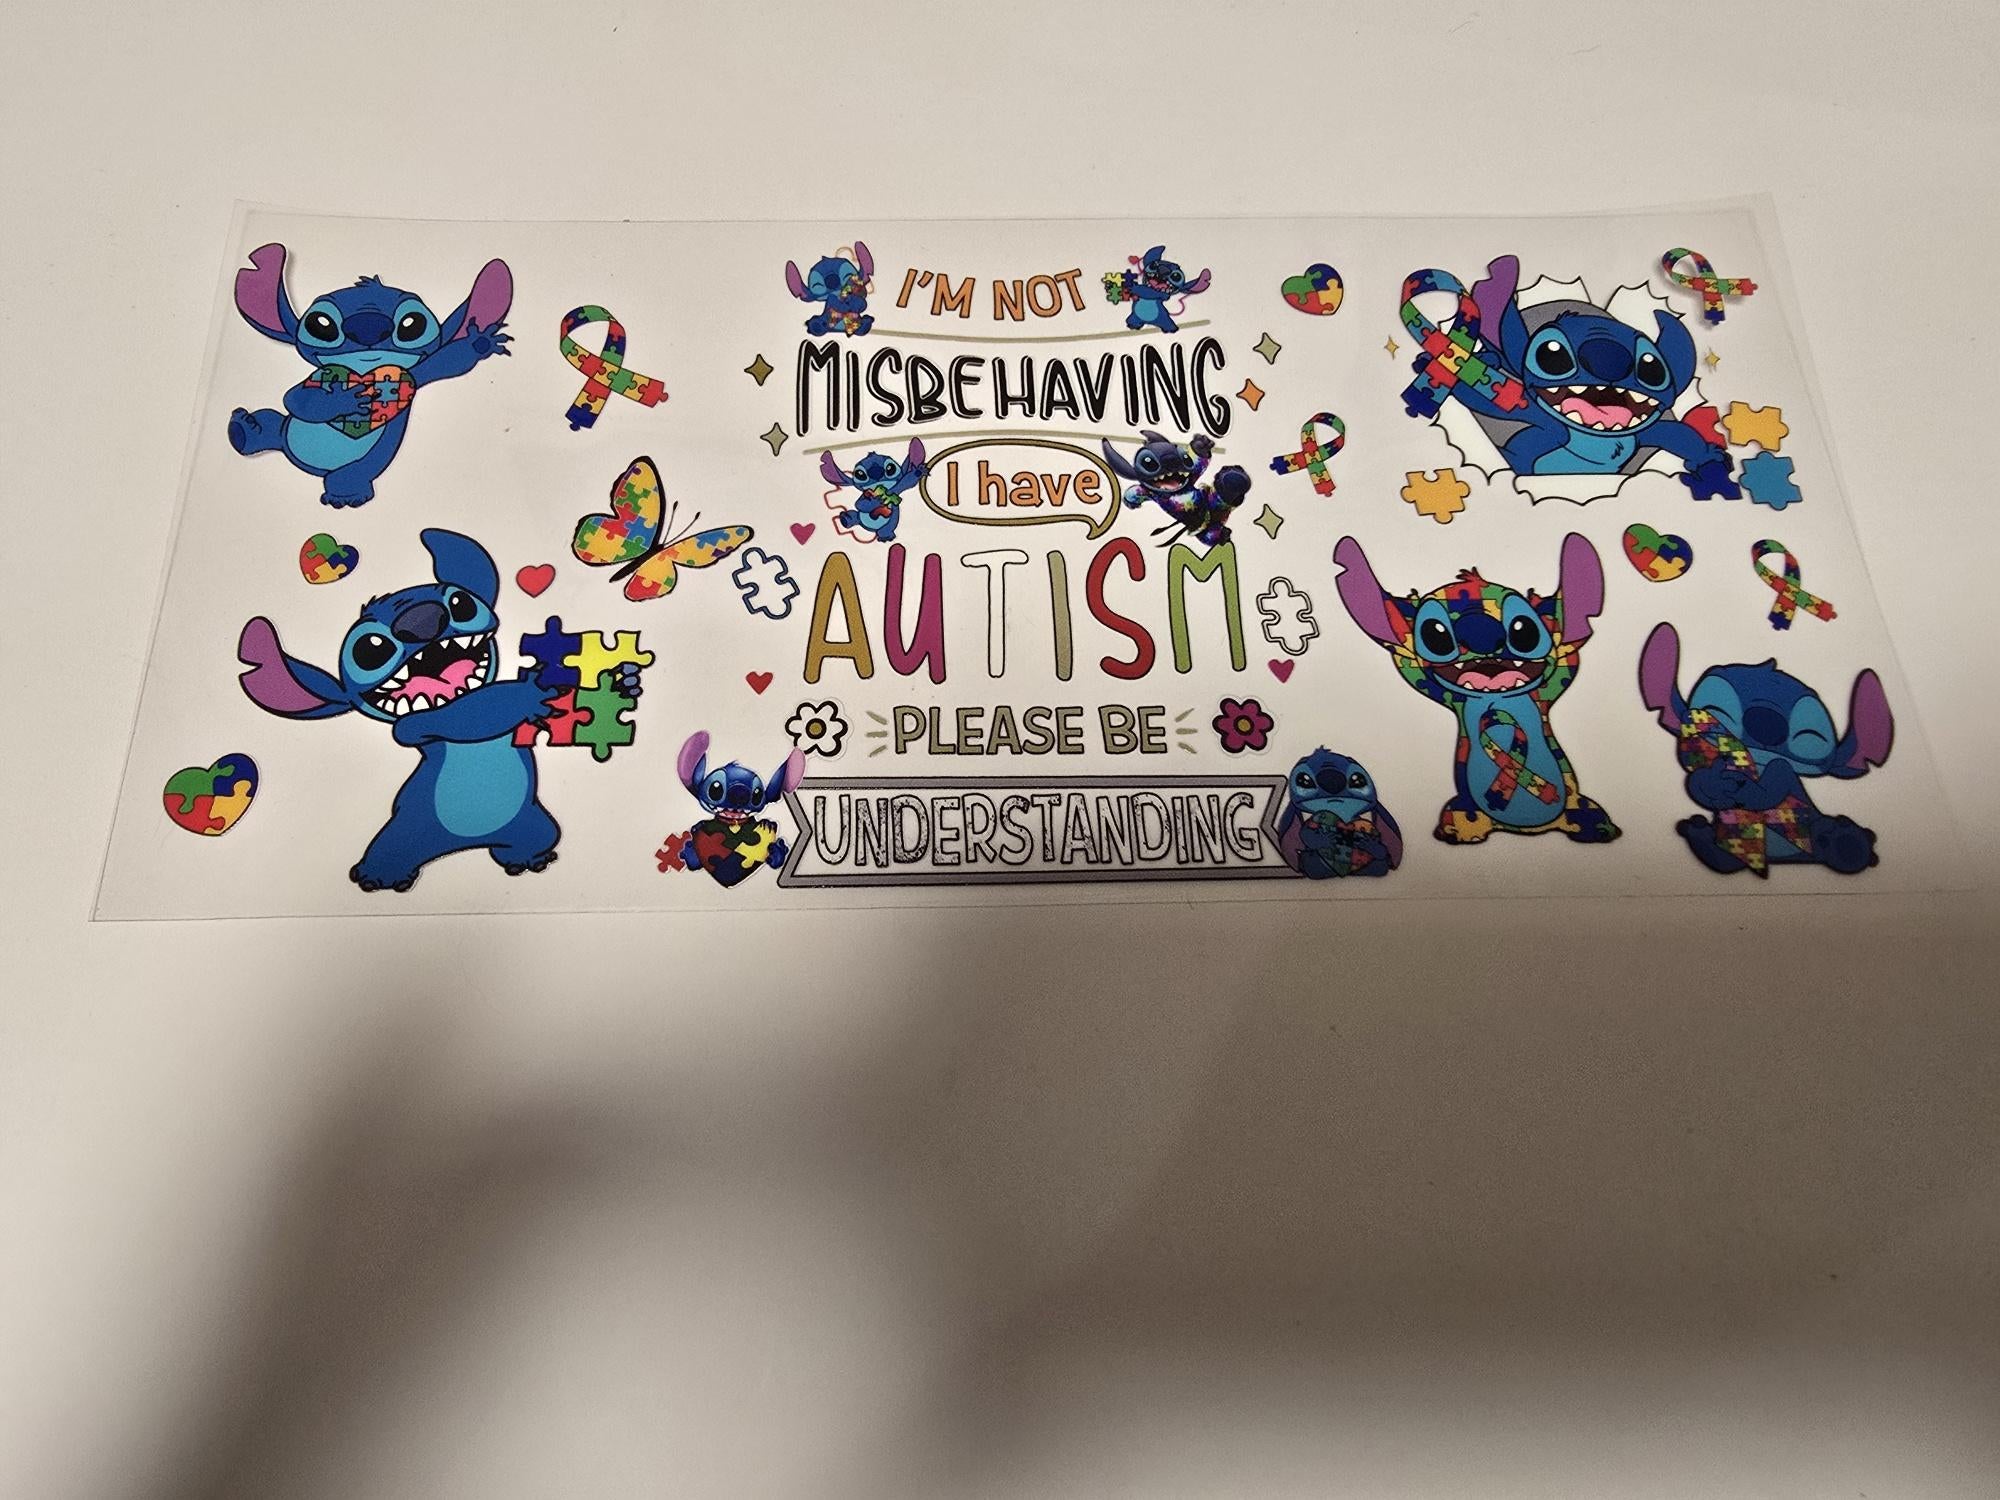 I'M NOT
MISBEHAVING
I have
AUTISM
PLEASE BE
UNDERSTANDING